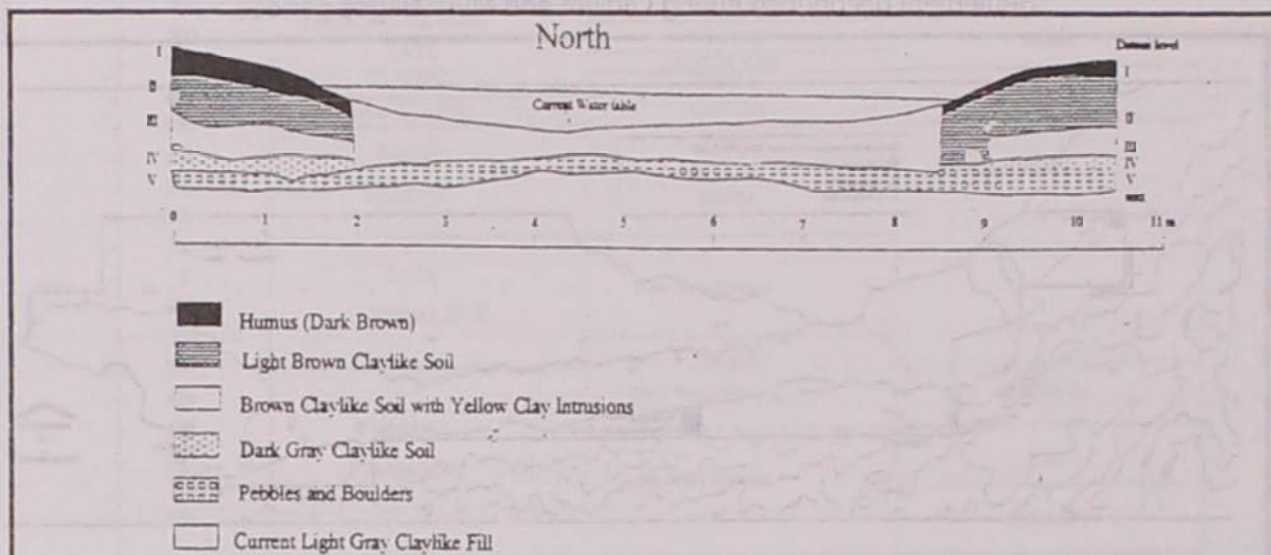 North
Datum level
I
II
III
IV
V
I
II
III
IV
V
Current Water table
0 1 2 3 4 5 6 7 8 9 10 11 m
Humus (Dark Brown)
Light Brown Claylike Soil
Brown Claylike Soil with Yellow Clay Intrusions
Dark Gray Claylike Soil
Pebbles and Boulders
Current Light Gray Claylike Fill